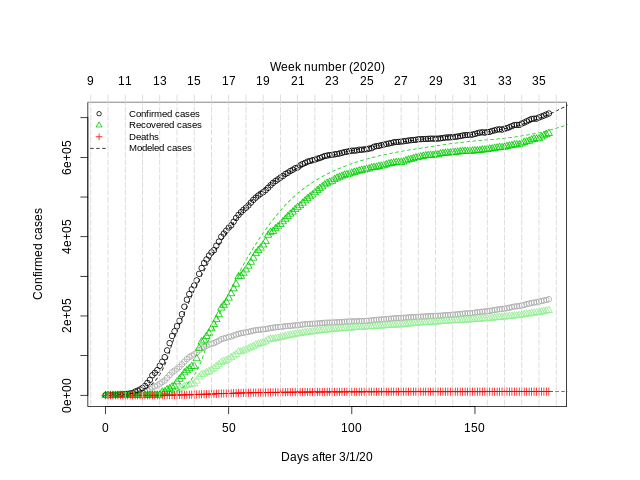 Week number (2020)
9 11 13 15 17 19 21 23 25 27 29 31 33 35
Confirmed cases
Recovered cases
Deaths
Modeled cases
Confirmed cases
6e+05
4e+05
2e+05
0e+00
0 50 100 150
Days after 3/1/20